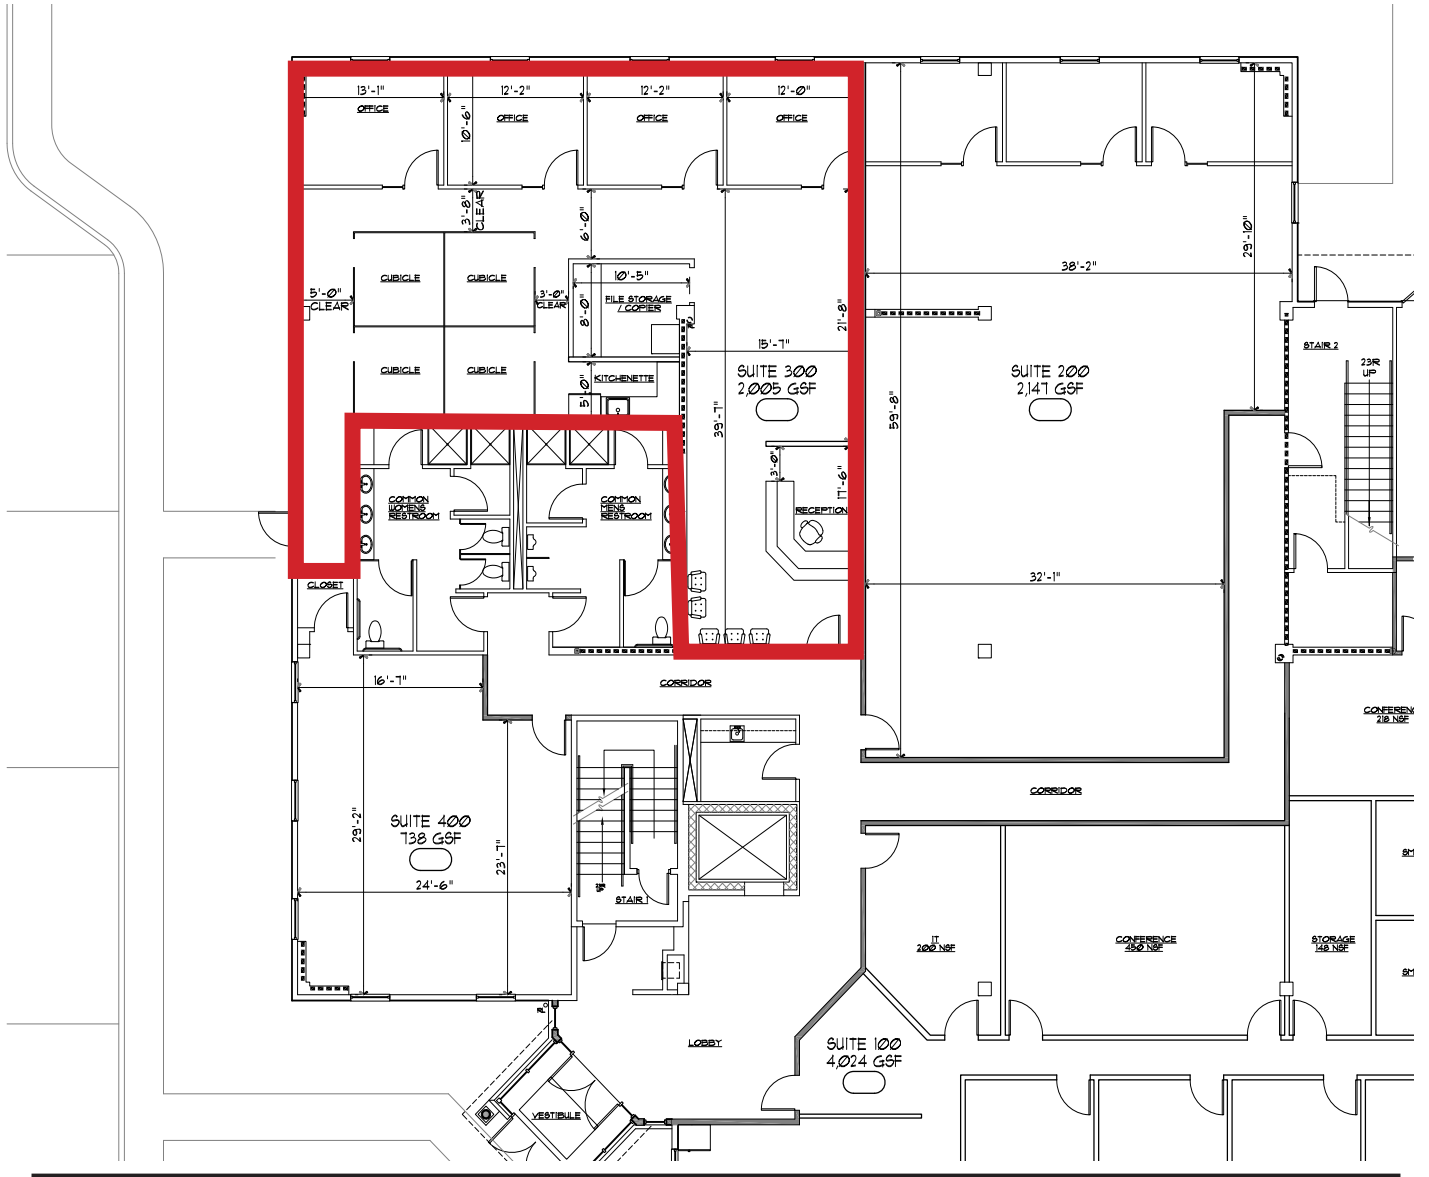 13'-1"
12'-2"
12'-2"
12'-0"
OFFICE
OFFICE
OFFICE
OFFICE
10'-6"
3'-8"
CLEAR
6'-0"
29'-10"
38'-2"
CUBICLE
CUBICLE
10'-5"
5'-0"
CLEAR
3'-0"
CLEAR
FILE STORAGE
/ COPIER
8'-0"
21'-8"
15'-7"
STAIR 2
23R
UP
CUBICLE
CUBICLE
KITCHENETTE
5'-0"
SUITE 300
2,005 GSF
SUITE 200
2,147 GSF
39'-7"
59'-8"
3'-0"
17'-6"
COMMON
WOMENS
RESTROOM
COMMON
MENS
RESTROOM
RECEPTION
CLOSET
32'-1"
16'-7"
CORRIDOR
CONFERENC
218 NSF
CORRIDOR
SUITE 400
738 GSF
29'-2"
23'-7"
24'-6"
STAIR 1
SM
IT
200 NSF
CONFERENCE
450 NSF
STORAGE
148 NSF
SM
LOBBY
SUITE 100
4,024 GSF
VESTIBULE